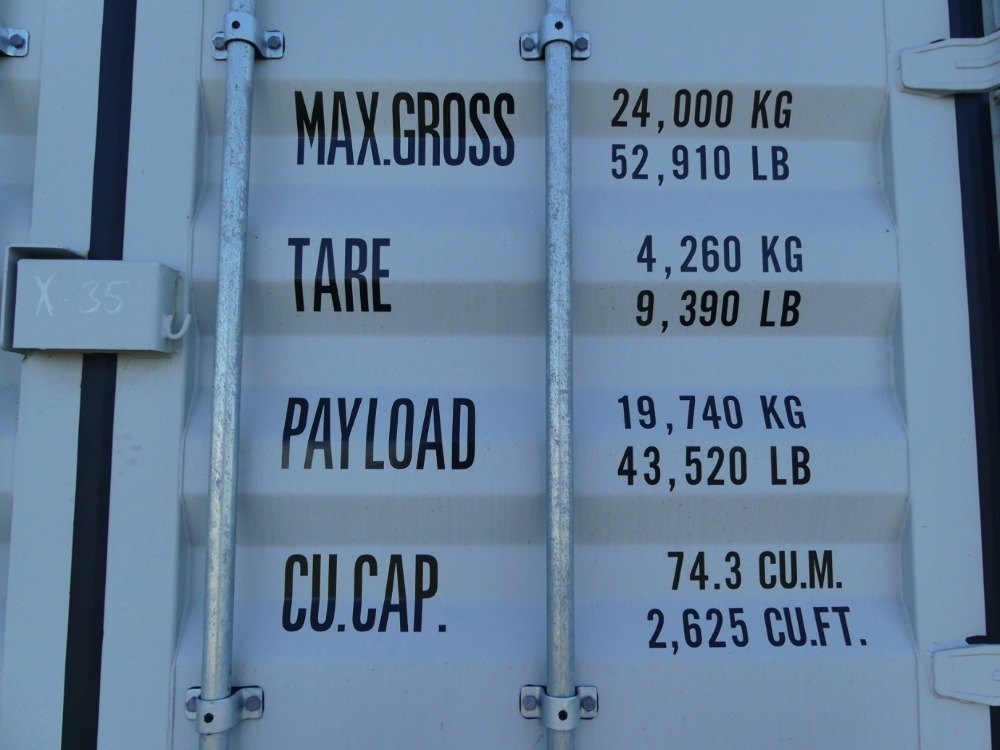 MAX.GROSS 24,000 KG
52,910 LB
TARE 4,260 KG
9,390 LB
PAYLOAD 19,740 KG
43,520 LB
CU.CAP. 74.3 CU.M.
2,625 CU.FT.
X-35